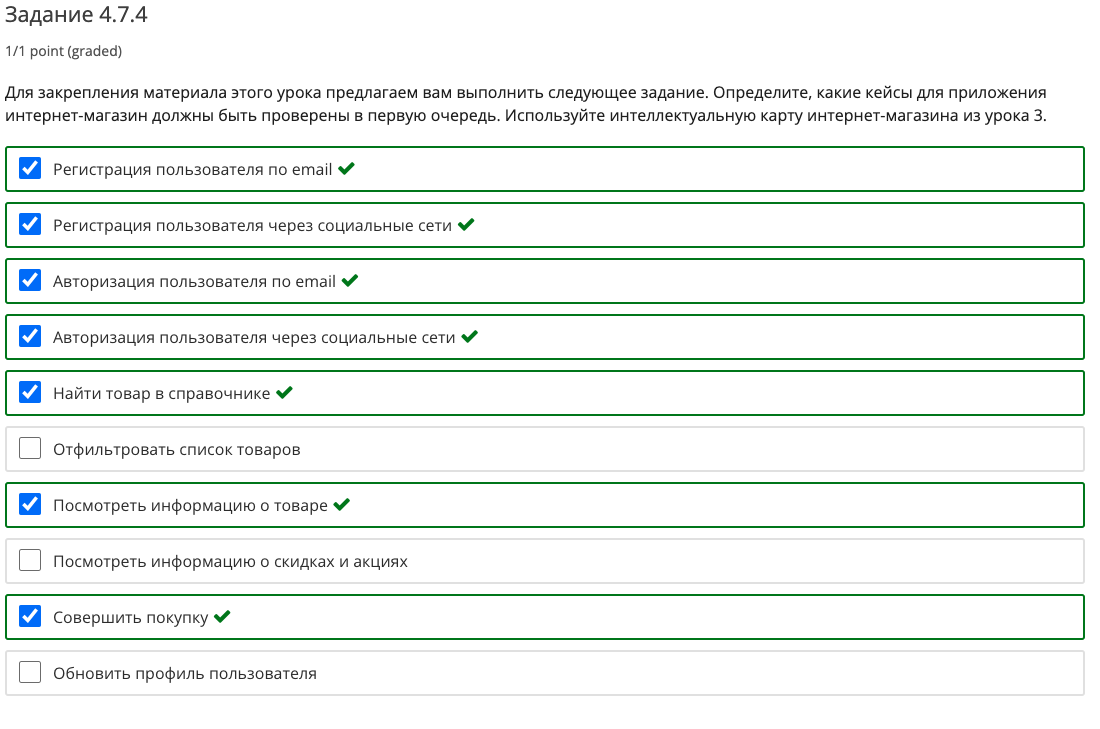 Задание 4.7.4
1/1 point (graded)
Для закрепления материала этого урока предлагаем вам выполнить следующее задание. Определите, какие кейсы для приложения
интернет-магазин должны быть проверены в первую очередь. Используйте интеллектуальную карту интернет-магазина из урока 3.
Регистрация пользователя по email
Регистрация пользователя через социальные сети
Авторизация пользователя по email
Авторизация пользователя через социальные сети
Найти товар в справочнике
Отфильтровать список товаров
Посмотреть информацию о товаре
Посмотреть информацию о скидках и акциях
Совершить покупку
Обновить профиль пользователя